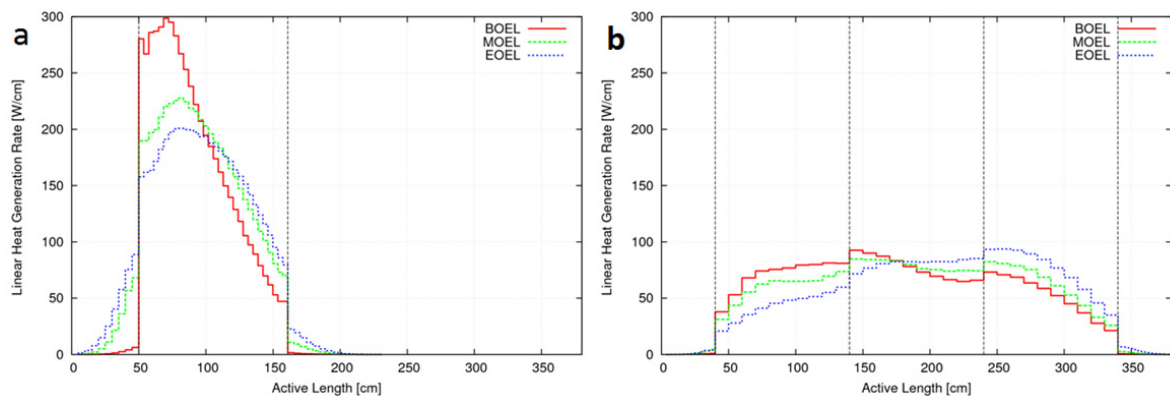 a
BOEL
MOEL
EOEL
300
250
200
150
100
50
0
Linear Heat Generation Rate [W/cm]
0 50 100 150 200 250 300 350
Active Length [cm]
b
BOEL
MOEL
EOEL
300
250
200
150
100
50
0
Linear Heat Generation Rate [W/cm]
0 50 100 150 200 250 300 350
Active Length [cm]